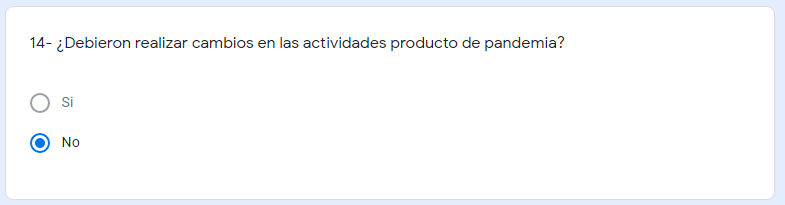 14- ¿Debieron realizar cambios en las actividades producto de pandemia?
Si
No